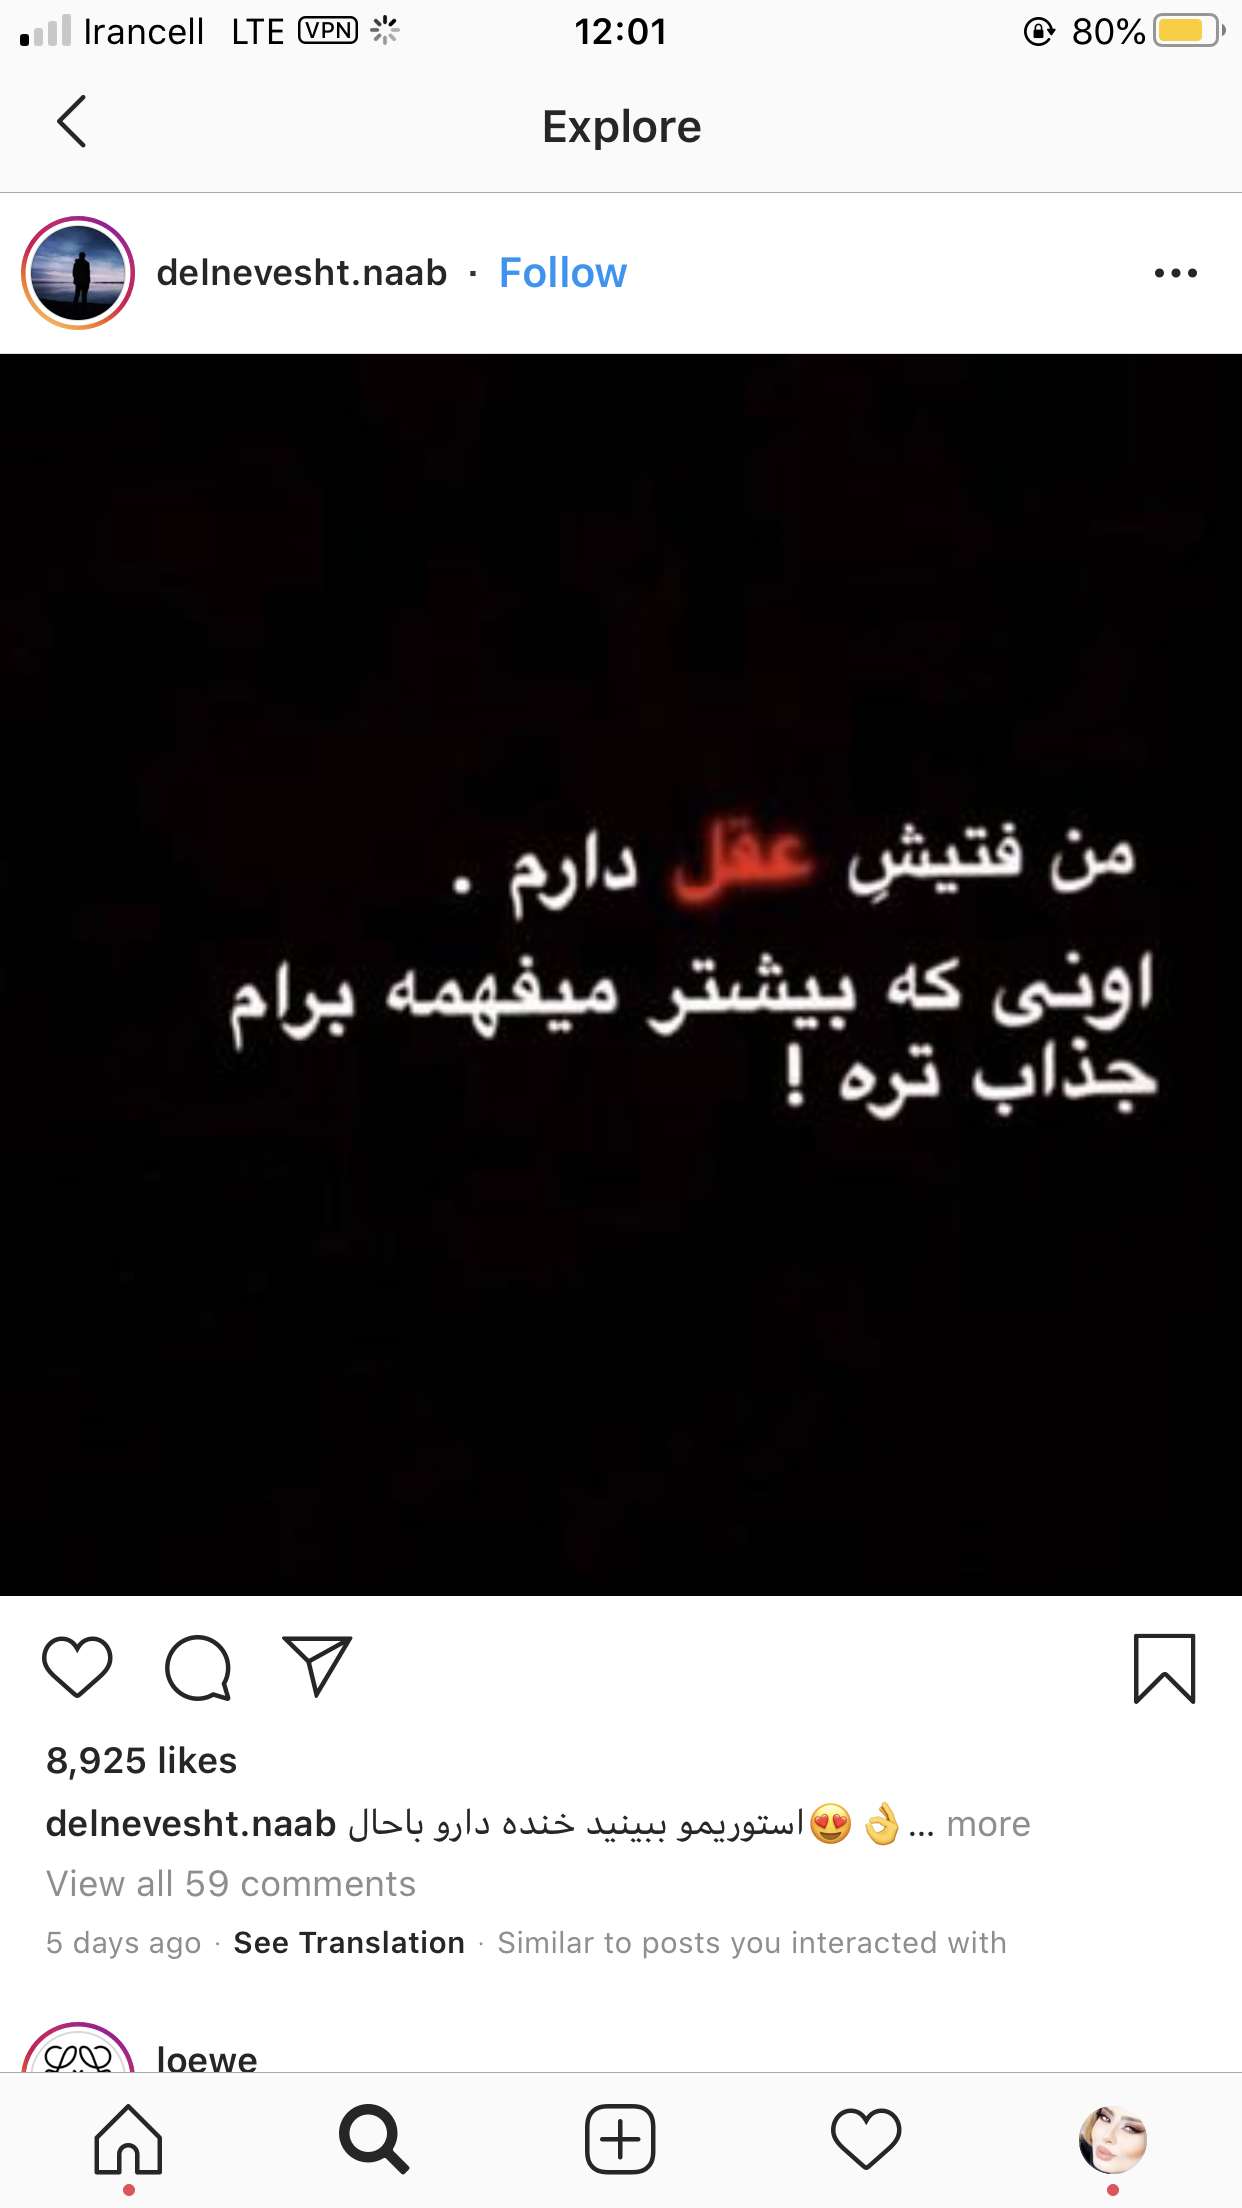 Irancell LTE VPN 12:01 80%
Explore
delnevesht.naab · Follow
من فتیشِ عقل دارم .
اونی که بیشتر میفهمه برام
جذاب تره !
8,925 likes
delnevesht.naab استوریمو ببینید خنده دارو باحال😍👌... more
View all 59 comments
5 days ago · See Translation · Similar to posts you interacted with
loewe